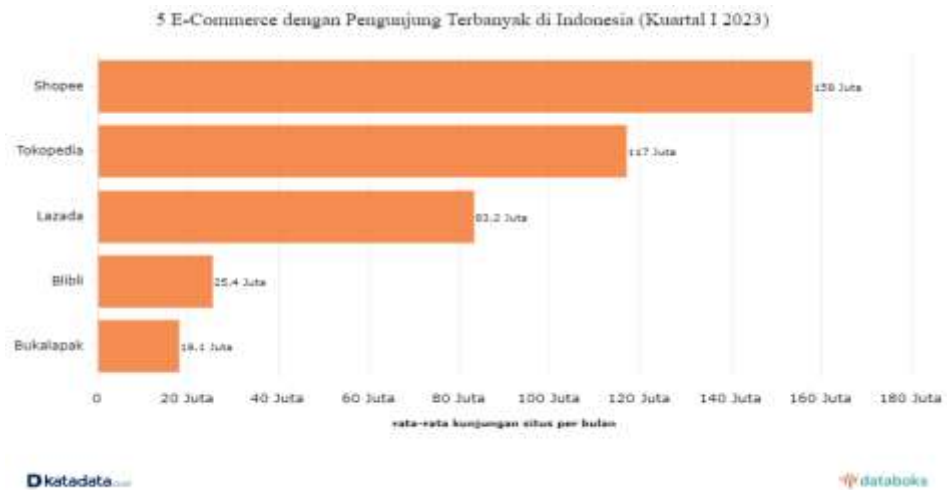 5 E-Commerce dengan Pengunjung Terbanyak di Indonesia (Kuartal I 2023)
Shopee
158 Juta
Tokopedia
117 Juta
Lazada
83.2 Juta
Blibli
25.4 Juta
Bukalapak
18.1 Juta
0 20 Juta 40 Juta 60 Juta 80 Juta 100 Juta 120 Juta 140 Juta 160 Juta 180 Juta
rata-rata kunjungan situs per bulan
katadata databoks